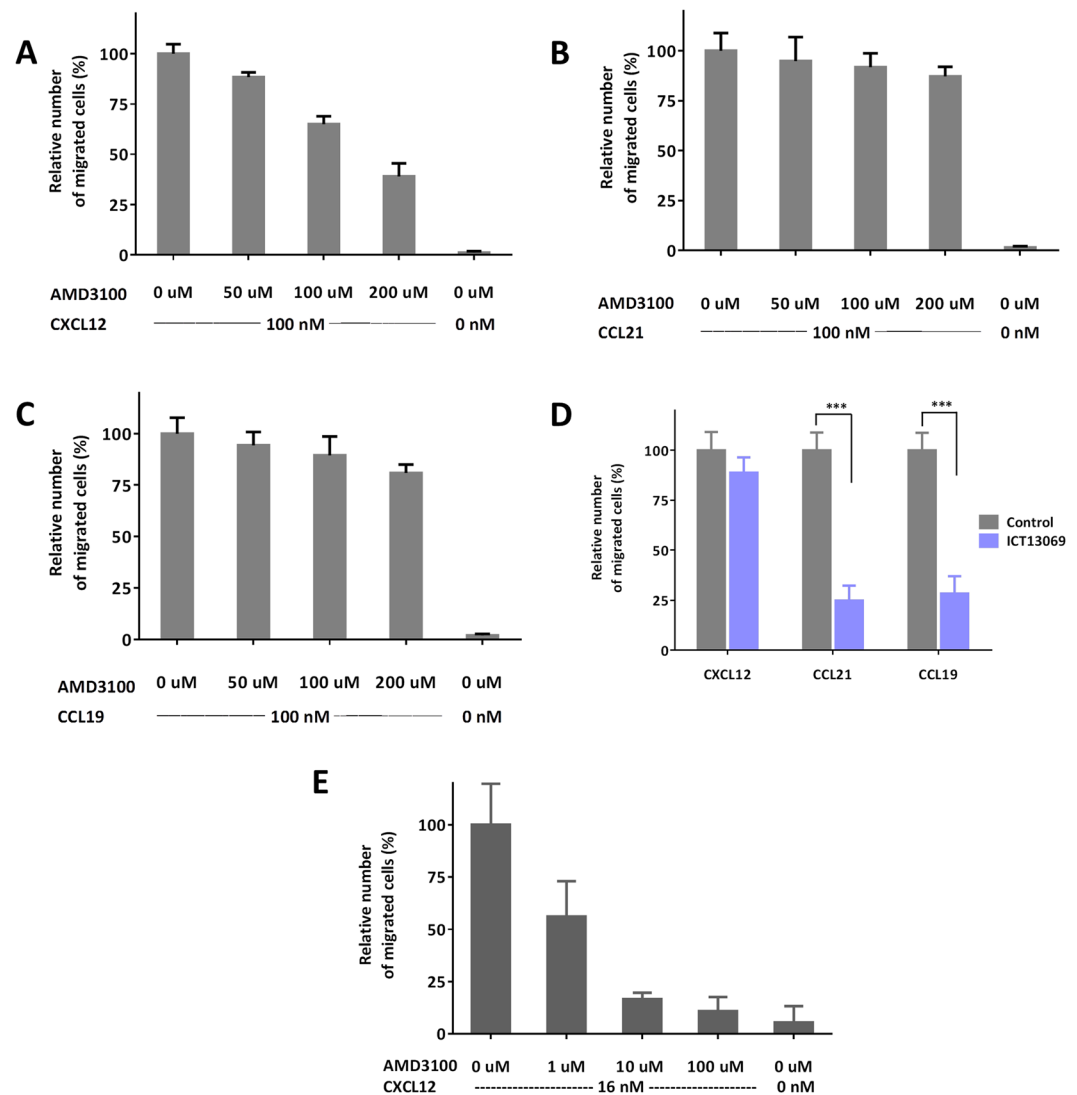 A
Relative number
of migrated cells (%)
100
75
50
25
0
AMD3100 0 uM 50 uM 100 uM 200 uM 0 uM
CXCL12 100 nM 0 nM
B
Relative number
of migrated cells (%)
100
75
50
25
0
AMD3100 0 uM 50 uM 100 uM 200 uM 0 uM
CCL21 100 nM 0 nM
C
Relative number
of migrated cells (%)
100
75
50
25
0
AMD3100 0 uM 50 uM 100 uM 200 uM 0 uM
CCL19 100 nM 0 nM
D
Relative number
of migrated cells (%)
100
75
50
25
0
*** ***
Control
ICT13069
CXCL12 CCL21 CCL19
E
Relative number
of migrated cells (%)
100
75
50
25
0
AMD3100 0 uM 1 uM 10 uM 100 uM 0 uM
CXCL12 16 nM 0 nM